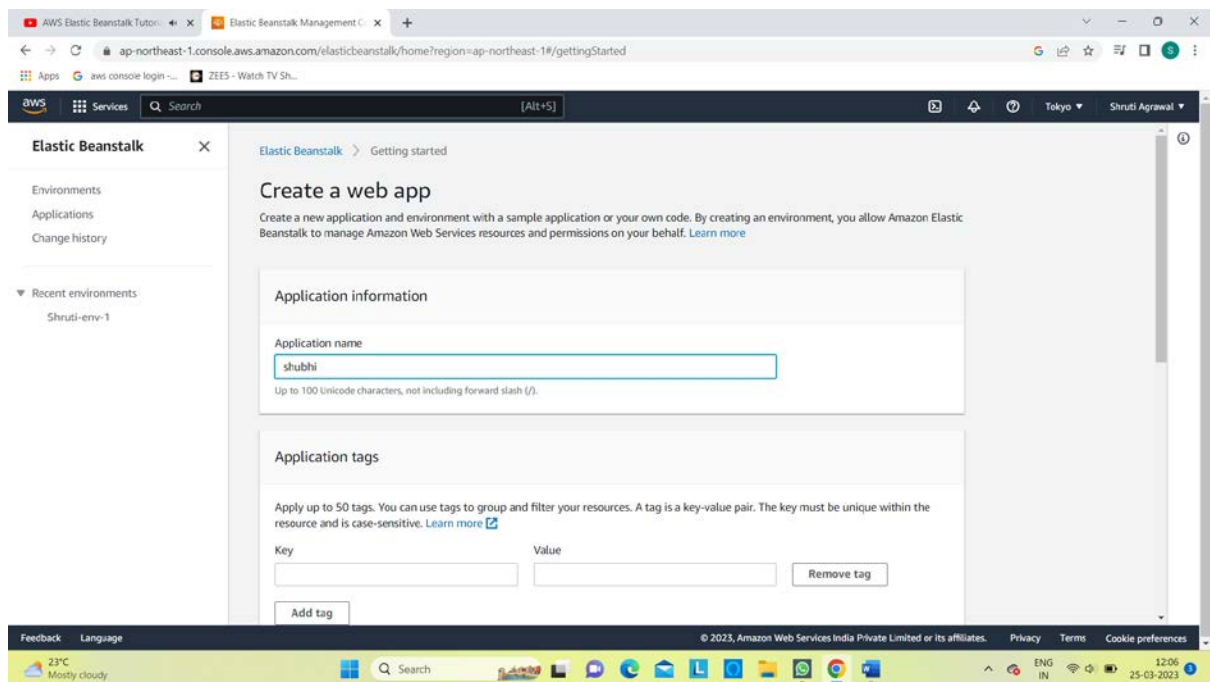 AWS Elastic Beanstalk Tutori
Elastic Beanstalk Management C
ap-northeast-1.console.aws.amazon.com/elasticbeanstalk/home?region=ap-northeast-1#/gettingStarted
G
S
Apps
G aws console login -...
ZEE5 - Watch TV Sh...
aws
Services
Search
[Alt+S]
Tokyo
Shruti Agrawal
Elastic Beanstalk
Environments
Applications
Change history
Recent environments
Shruti-env-1
Elastic Beanstalk > Getting started
Create a web app
Create a new application and environment with a sample application or your own code. By creating an environment, you allow Amazon Elastic
Beanstalk to manage Amazon Web Services resources and permissions on your behalf. Learn more
Application information
Application name
shubhi
Up to 100 Unicode characters, not including forward slash (/).
Application tags
Apply up to 50 tags. You can use tags to group and filter your resources. A tag is a key-value pair. The key must be unique within the
resource and is case-sensitive. Learn more
Key
Value
Remove tag
Add tag
Feedback
Language
© 2023, Amazon Web Services India Private Limited or its affiliates.
Privacy
Terms
Cookie preferences
23°C
Mostly cloudy
Search
L
ENG
IN
12:06
25-03-2023
3